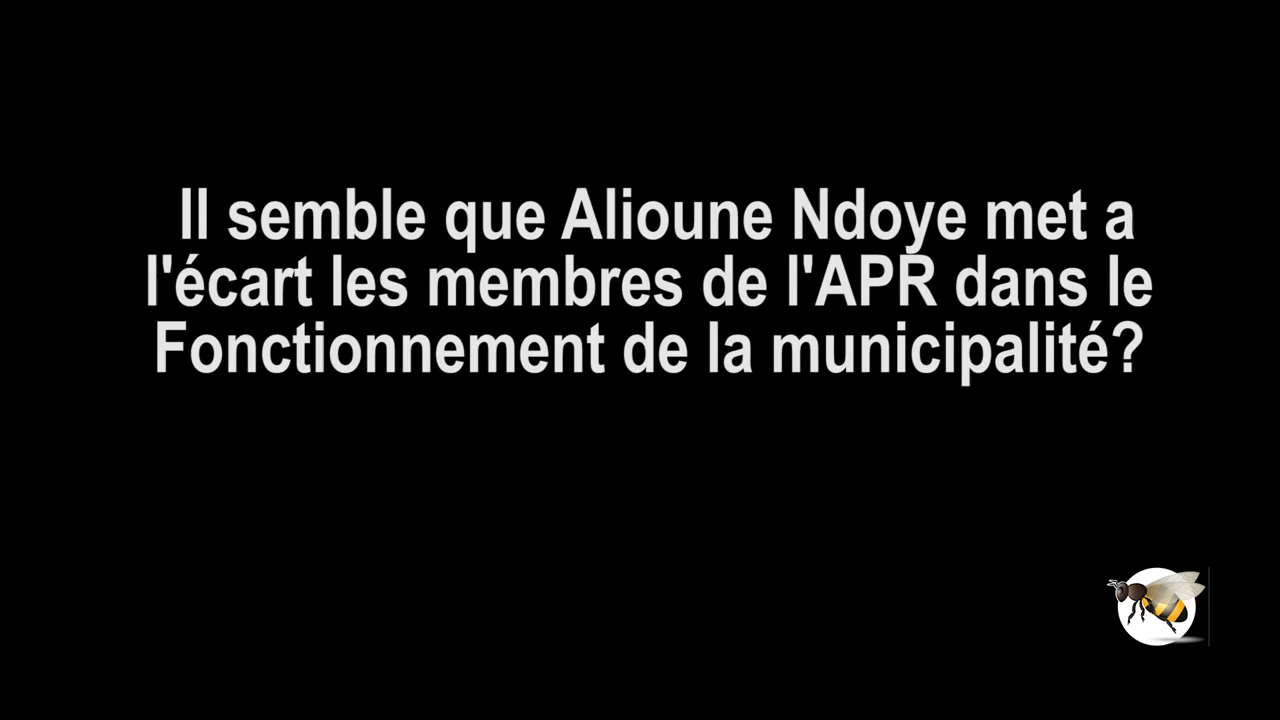 Il semble que Alioune Ndoye met a
l'écart les membres de l'APR dans le
Fonctionnement de la municipalité?